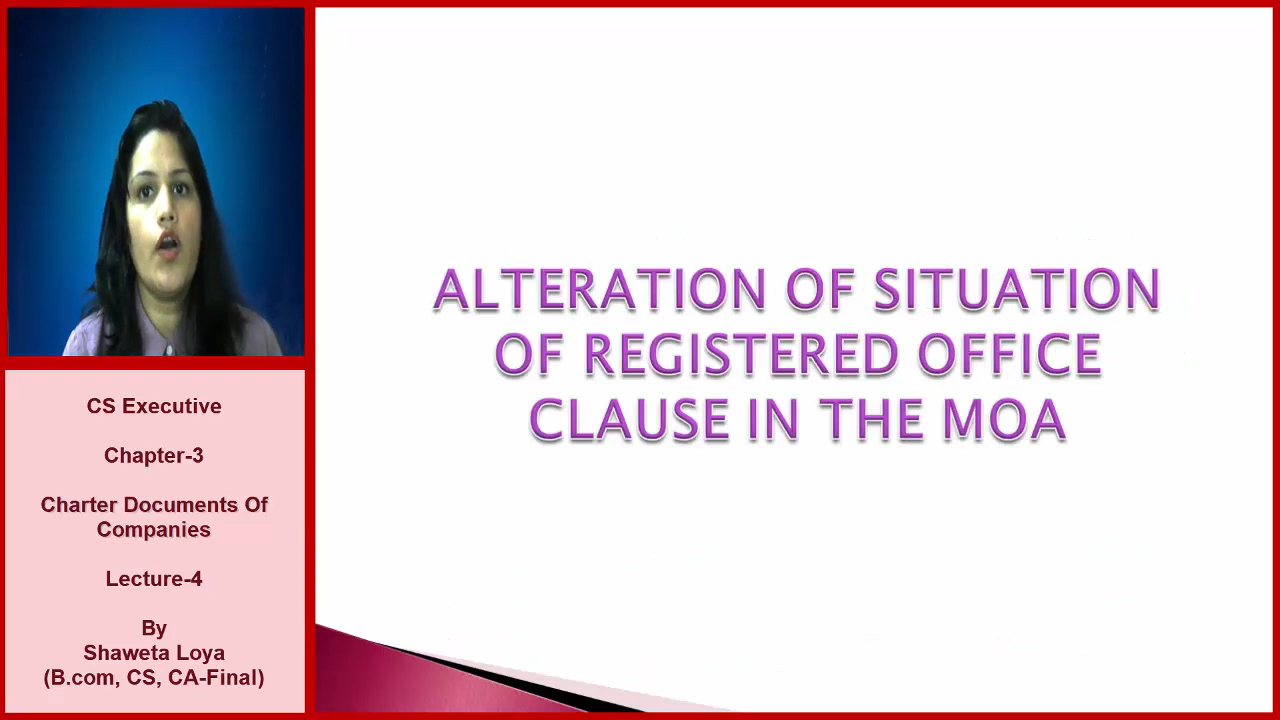 CS Executive
Chapter-3
Charter Documents Of
Companies
Lecture-4
By
Shaweta Loya
(B.com, CS, CA-Final)
ALTERATION OF SITUATION
OF REGISTERED OFFICE
CLAUSE IN THE MOA